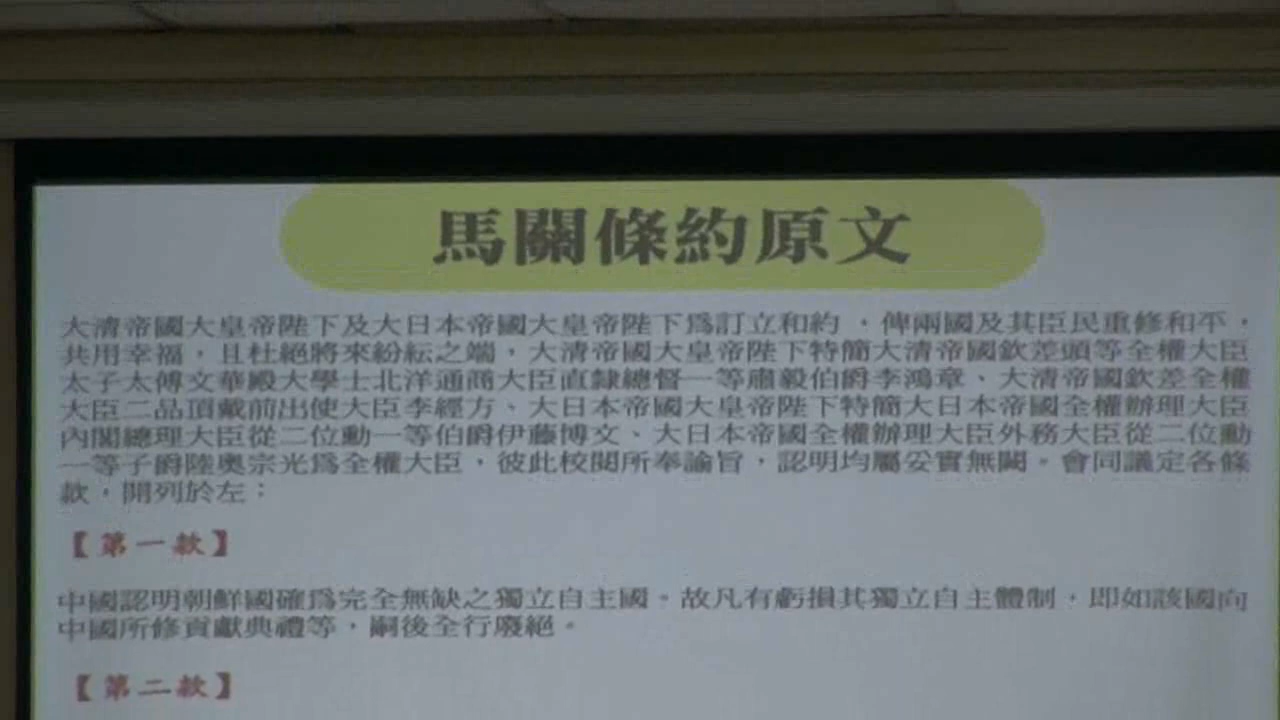 馬關條約原文
大清帝國大皇帝陛下及大日本帝國大皇帝陛下爲訂立和約，俾兩國及其臣民重修和平，
共用幸福，且杜絕將來紛紜之端，大清帝國大皇帝陛下特簡大清帝國欽差頭等全權大臣
太子太傅文華殿大學士北洋通商大臣直隸總督一等肅毅伯爵李鴻章、大清帝國欽差全權
大臣二品頂戴前出使大臣李經方、大日本帝國大皇帝陛下特簡大日本帝國全權辦理大臣
內閣總理大臣從二位勳一等伯爵伊藤博文、大日本帝國全權辦理大臣外務大臣從二位勳
一等子爵陸奧宗光爲全權大臣，彼此校閱所奉諭旨，認明均屬妥實無闕。會同議定各條
款，開列於左：
【第一款】
中國認明朝鮮國確爲完全無缺之獨立自主國。故凡有虧損其獨立自主體制，即如該國向
中國所修貢獻典禮等，嗣後全行廢絕。
【第二款】